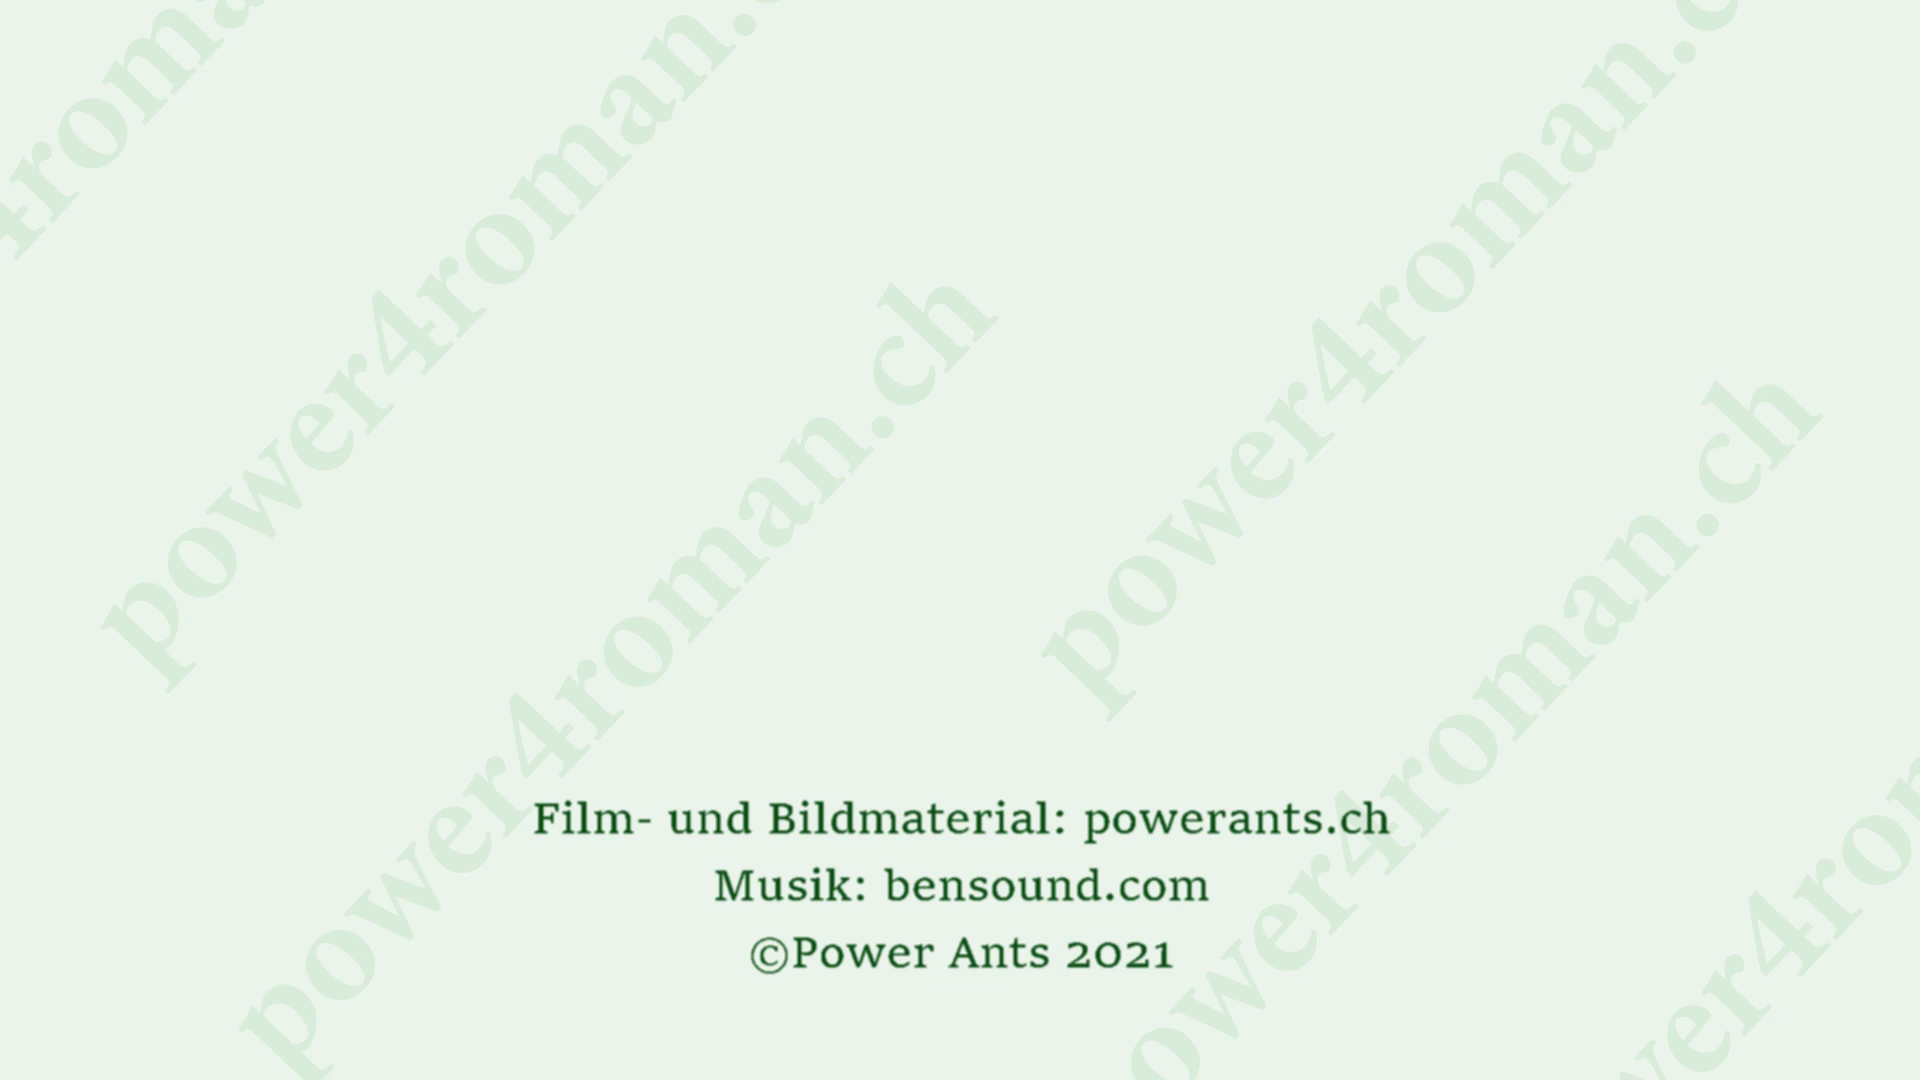 power4roman.ch
power4roman.ch
power4roman.ch
power4roman.ch
Film- und Bildmaterial: powerants.ch
Musik: bensound.com
©Power Ants 2021